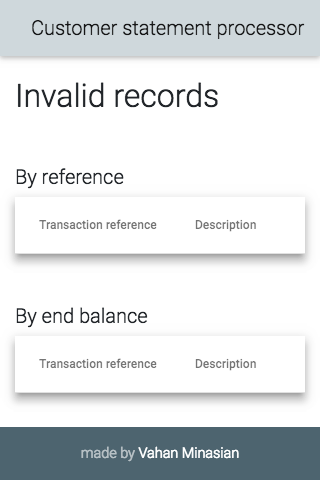 Customer statement processor
Invalid records
By reference
Transaction reference Description
By end balance
Transaction reference Description
made by Vahan Minasian